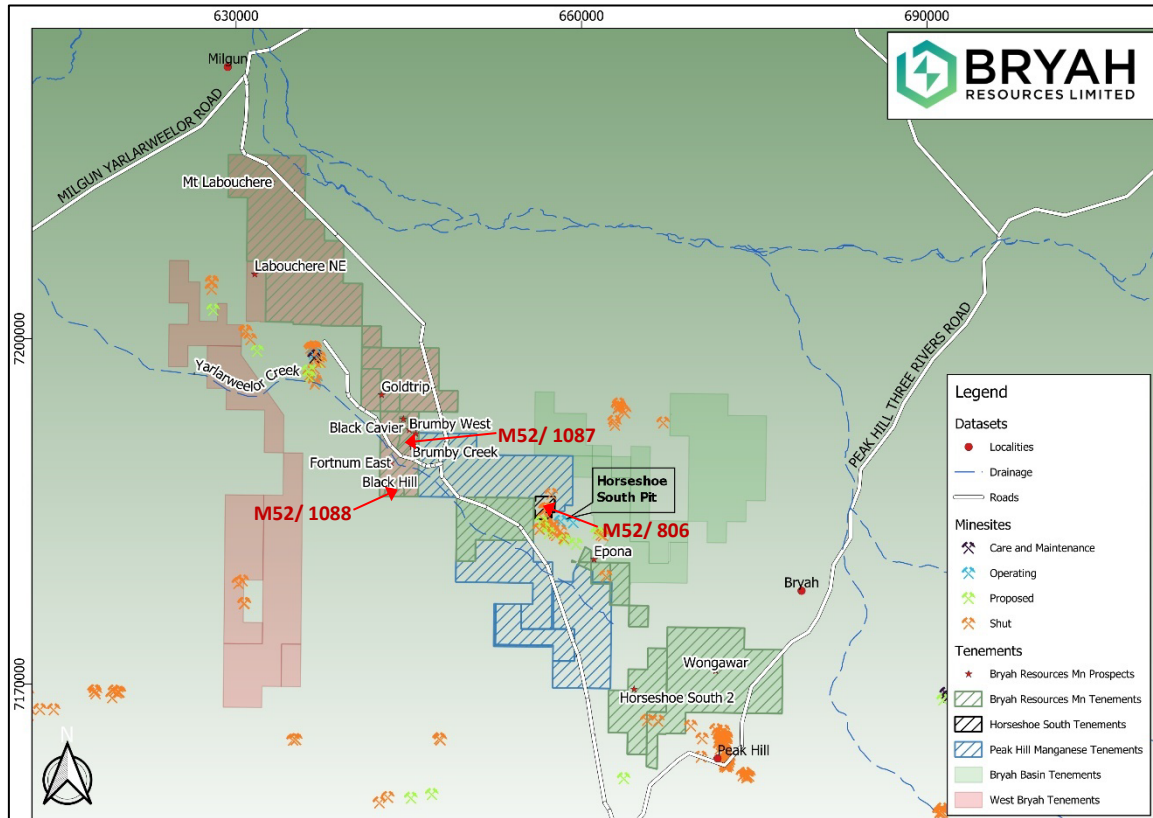 630000
660000
690000
7200000
7170000
BRYAH
RESOURCES LIMITED
Milgun
MILGUN YARLARWEELOR ROAD
Mt Labouchere
Labouchere NE
Yarlarweelor Creek
Goldtrip
Black Cavier
Brumby West
M52/ 1087
Brumby Creek
Fortnum East
Black Hill
M52/ 1088
Horseshoe
South Pit
M52/ 806
Epona
Bryah
PEAK HILL THREE RIVERS ROAD
Wongawar
Horseshoe South 2
Peak Hill
N
Legend
Datasets
Localities
Drainage
Roads
Minesites
Care and Maintenance
Operating
Proposed
Shut
Tenements
Bryah Resources Mn Prospects
Bryah Resources Mn Tenements
Horseshoe South Tenements
Peak Hill Manganese Tenements
Bryah Basin Tenements
West Bryah Tenements